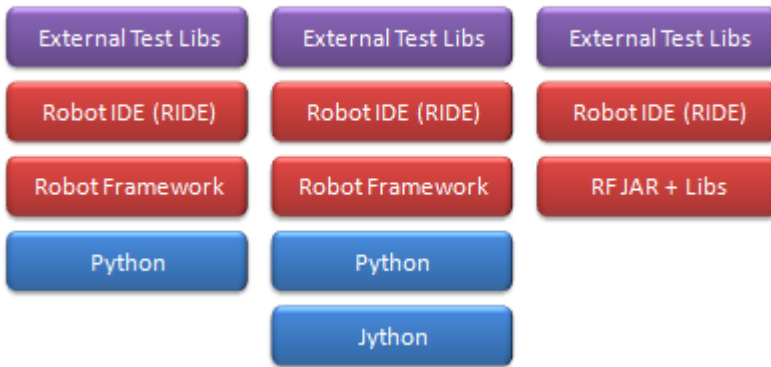 External Test Libs
External Test Libs
External Test Libs
Robot IDE (RIDE)
Robot IDE (RIDE)
Robot IDE (RIDE)
Robot Framework
Robot Framework
RF JAR + Libs
Python
Python
Jython